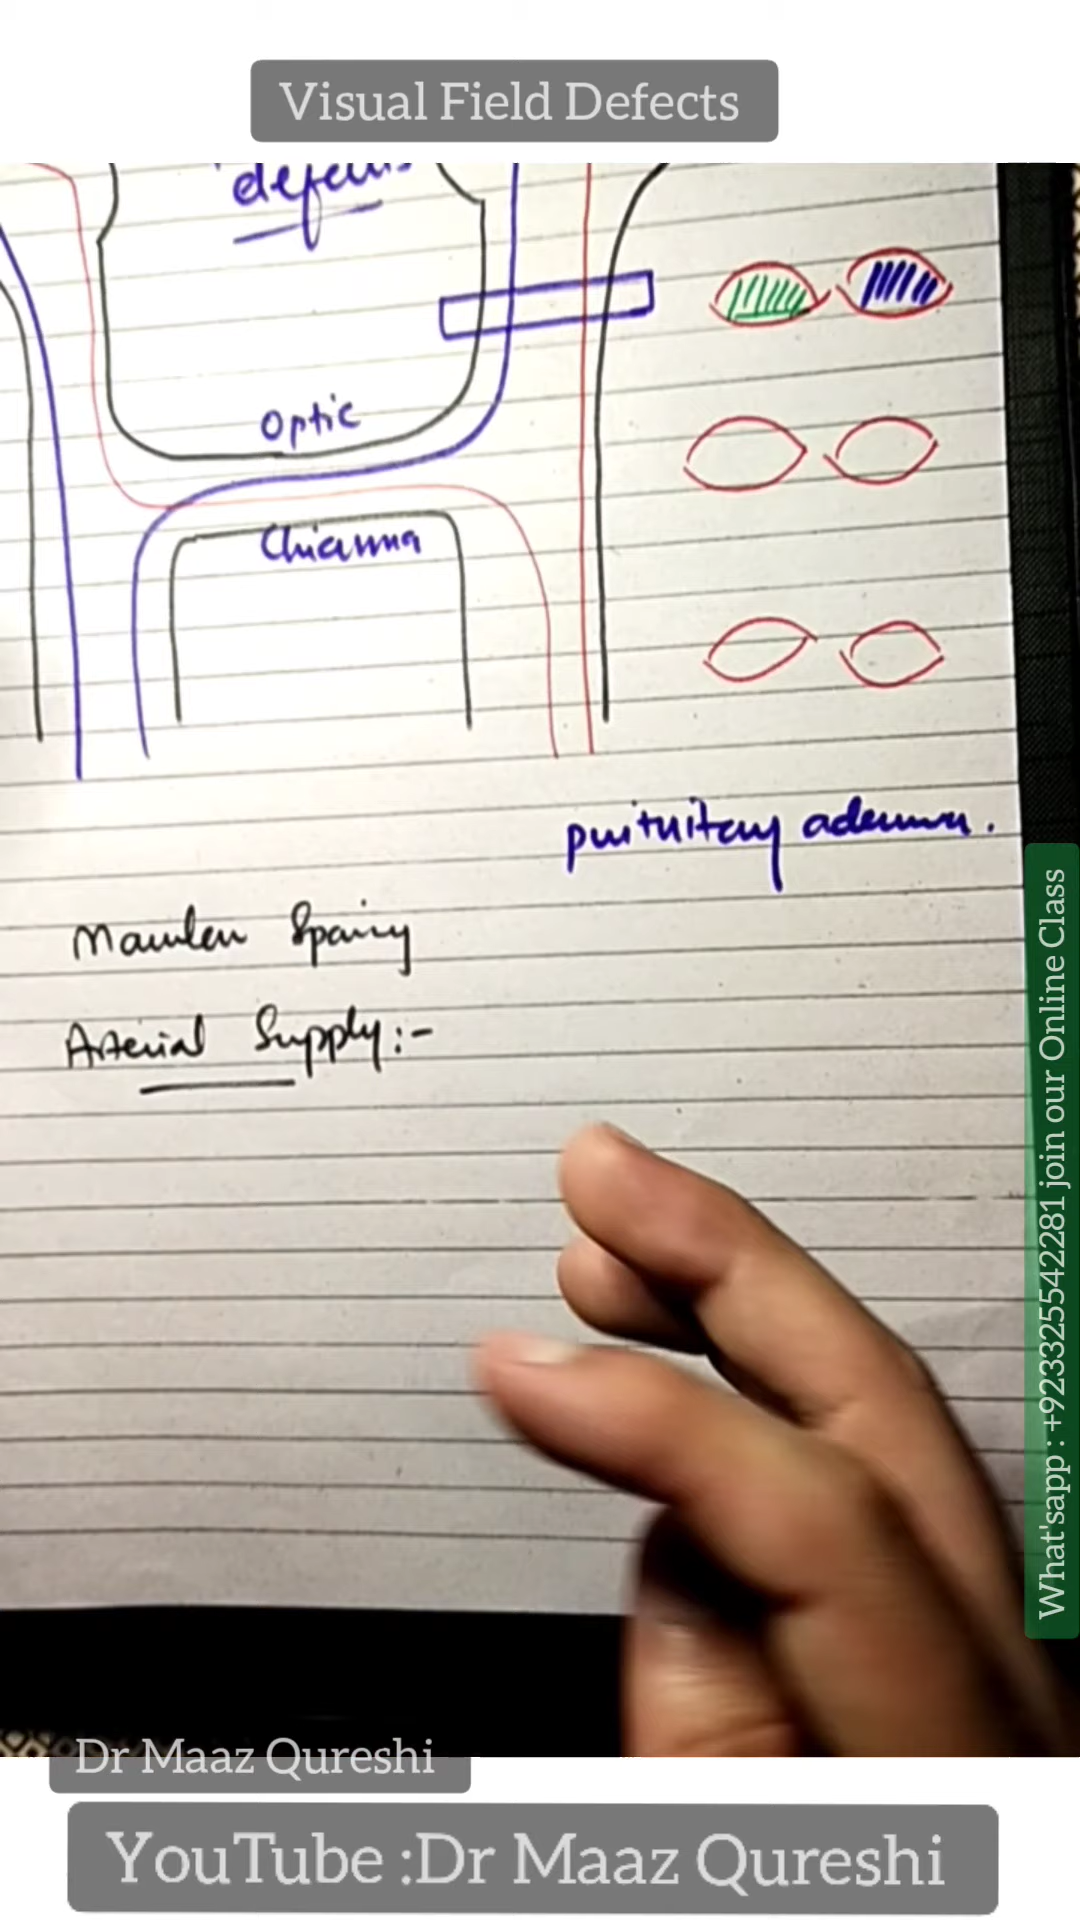 Visual Field Defects
Optic
Chiasma
puituitary adenoma.
Macular Sparing
Arterial Supply:-
What'sapp : +923325542281 join our Online Class
Dr Maaz Qureshi
YouTube :Dr Maaz Qureshi